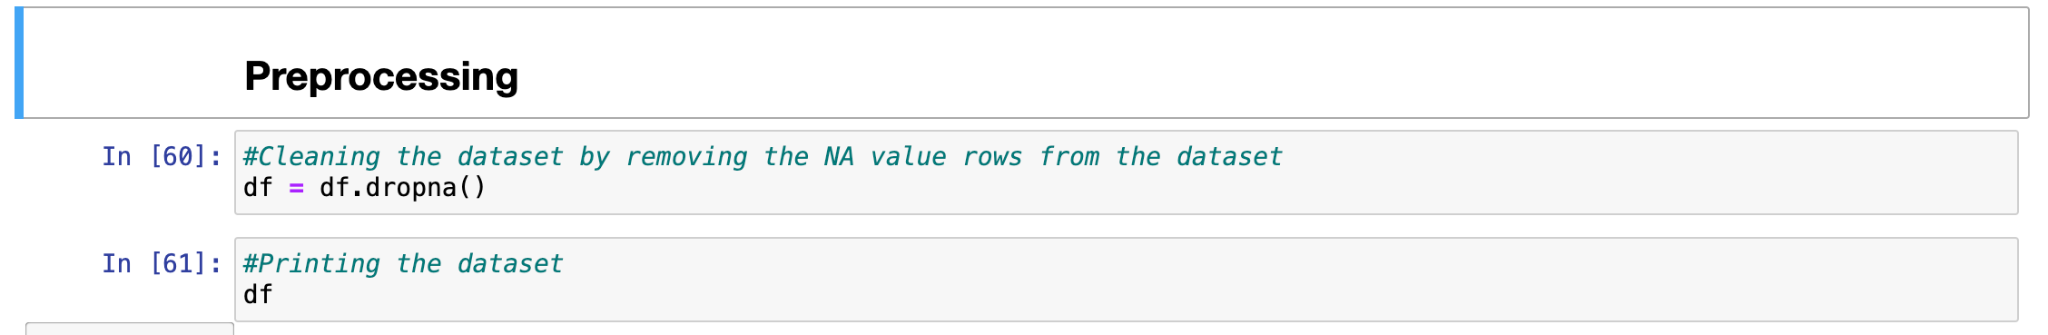 Preprocessing
In [60]: #Cleaning the dataset by removing the NA value rows from the dataset
df = df.dropna()
In [61]: #Printing the dataset
df